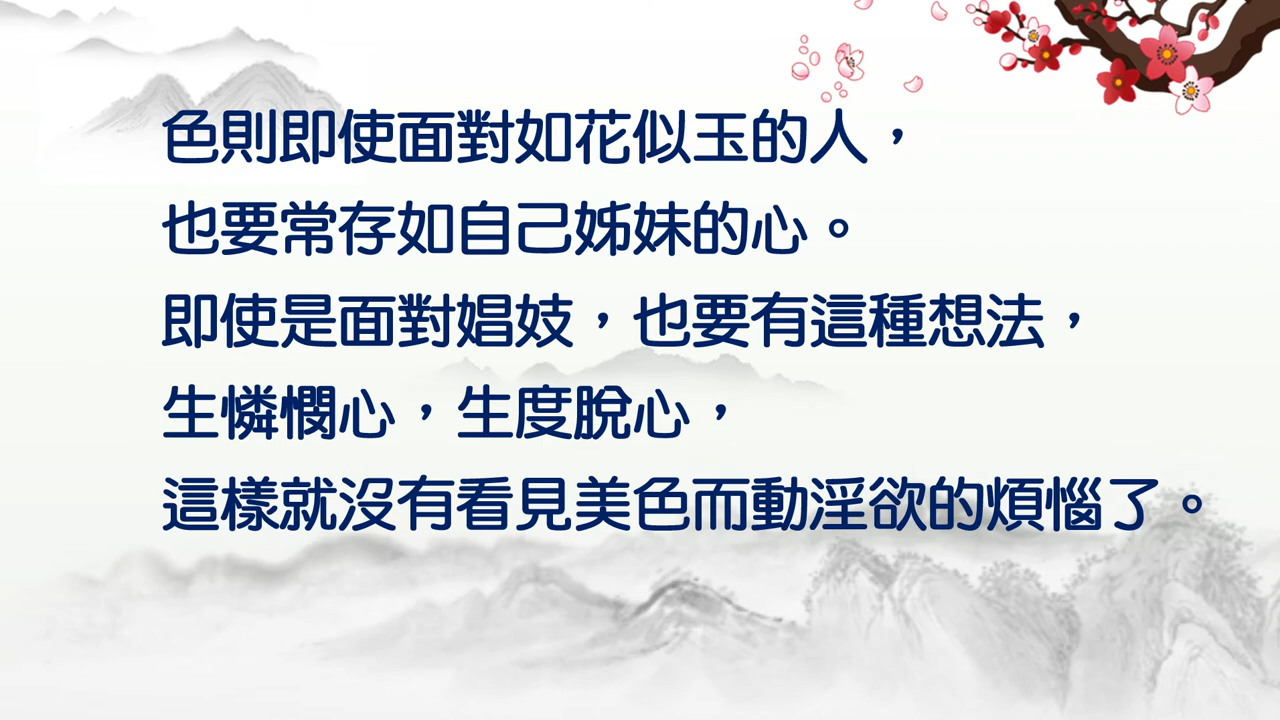 色則即使面對如花似玉的人，
也要常存如自己姊妹的心。
即使是面對娼妓，也要有這種想法，
生憐憫心，生度脫心，
這樣就沒有看見美色而動淫欲的煩惱了。